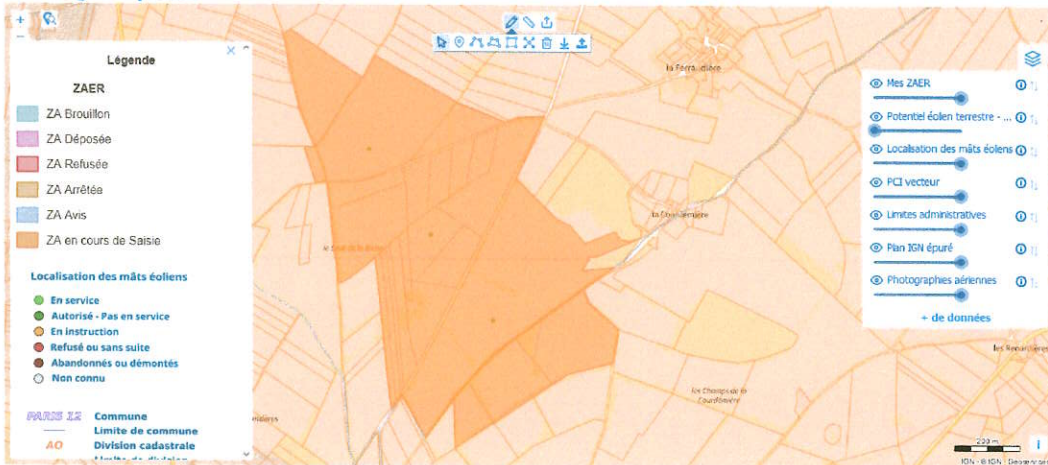 Légende
ZAER
ZA Brouillon
ZA Déposée
ZA Refusée
ZA Arrêtée
ZA Avis
ZA en cours de Saisie
Localisation des mâts éoliens
En service
Autorisé - Pas en service
En instruction
Refusé ou sans suite
Abandonnés ou démontés
Non connu
PARIS 12 Commune
Limite de commune
AO Division cadastrale
la Ferraudière
les Champs de la
les Renardières
Mes ZAER
Potentiel éolien terrestre - ...
Localisation des mâts éoliens
PCI vecteur
Limites administratives
Plan IGN épuré
Photographies aériennes
+ de données
200 m